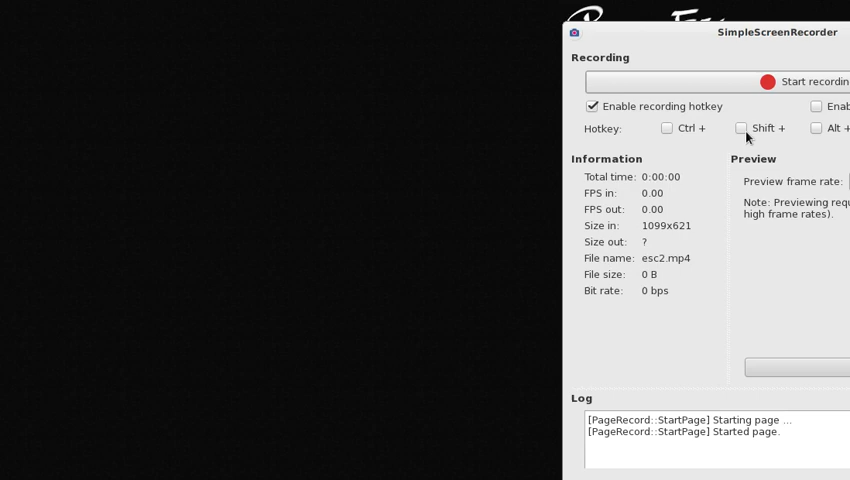 SimpleScreenRecorder
Recording
Start recordin
Enable recording hotkey
Enab
Hotkey: Ctrl + Shift + Alt +
Information
Preview
Total time: 0:00:00
FPS in: 0.00
FPS out: 0.00
Size in: 1099x621
Size out: ?
File name: esc2.mp4
File size: 0 B
Bit rate: 0 bps
Preview frame rate:
Note: Previewing requ
high frame rates).
Log
[PageRecord::StartPage] Starting page ...
[PageRecord::StartPage] Started page.